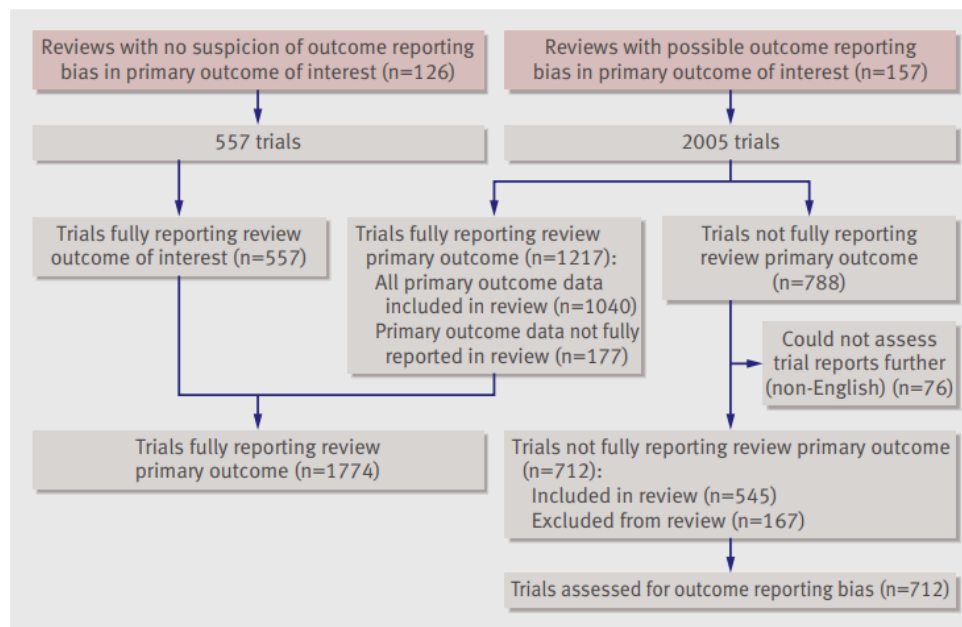 Reviews with no suspicion of outcome reporting
bias in primary outcome of interest (n=126)
Reviews with possible outcome reporting
bias in primary outcome of interest (n=157)
557 trials
2005 trials
Trials fully reporting review
outcome of interest (n=557)
Trials fully reporting review
primary outcome (n=1217):
All primary outcome data
included in review (n=1040)
Primary outcome data not fully
reported in review (n=177)
Trials not fully reporting
review primary outcome
(n=788)
Could not assess
trial reports further
(non-English) (n=76)
Trials fully reporting review
primary outcome (n=1774)
Trials not fully reporting review primary outcome
(n=712):
Included in review (n=545)
Excluded from review (n=167)
Trials assessed for outcome reporting bias (n=712)